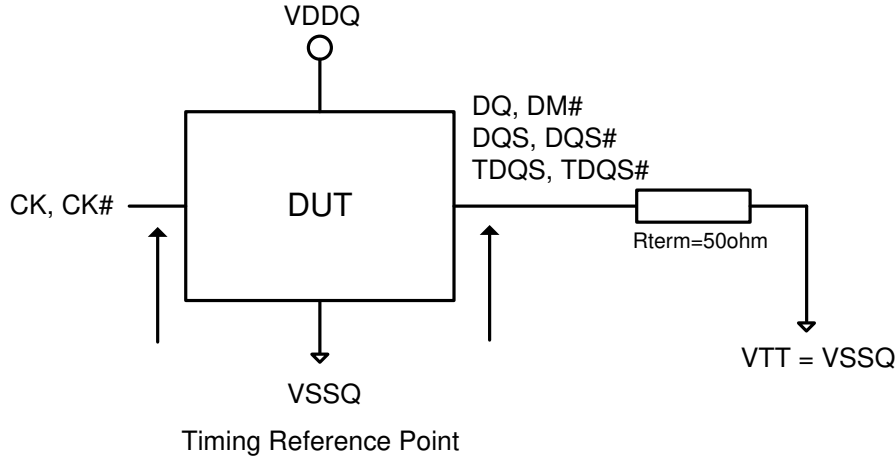 VDDQ
DQ, DM#
DQS, DQS#
TDQS, TDQS#
CK, CK#
DUT
Rterm=50ohm
VTT = VSSQ
VSSQ
Timing Reference Point